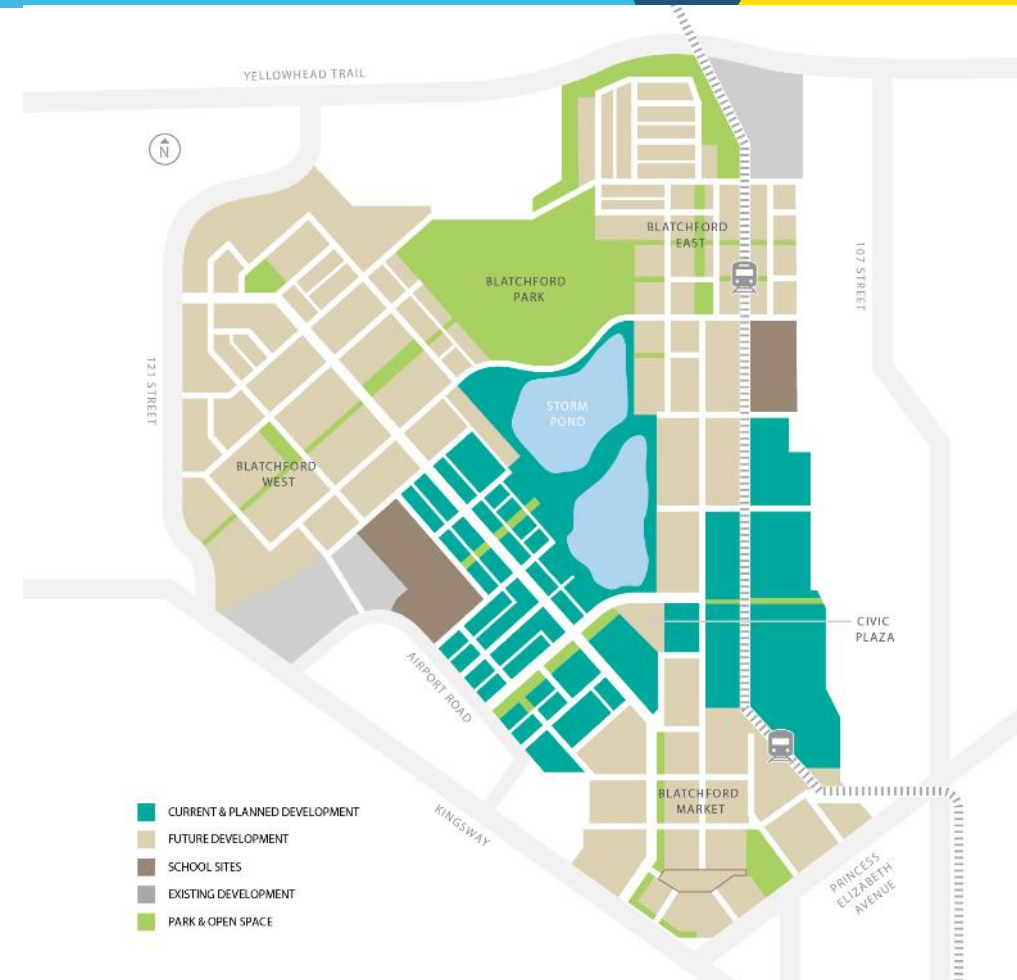 YELLOWHEAD TRAIL
N
BLATCHFORD
EAST
107 STREET
BLATCHFORD
PARK
121 STREET
STORM
POND
BLATCHFORD
WEST
CIVIC
PLAZA
AIRPORT ROAD
BLATCHFORD
MARKET
KINGSWAY
PRINCESS
ELIZABETH
AVENUE
CURRENT & PLANNED DEVELOPMENT
FUTURE DEVELOPMENT
SCHOOL SITES
EXISTING DEVELOPMENT
PARK & OPEN SPACE